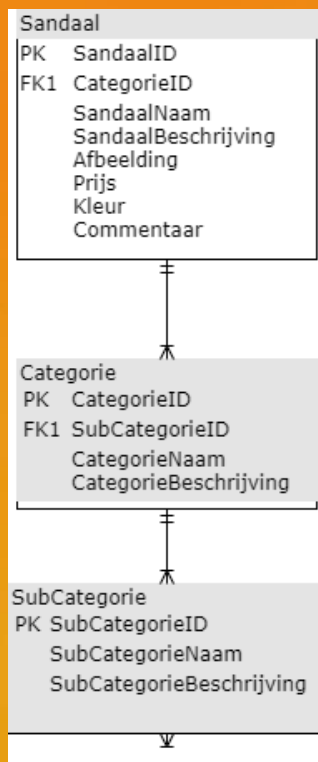 Sandaal
PK SandaalID
FK1 CategorieID
SandaalNaam
SandaalBeschrijving
Afbeelding
Prijs
Kleur
Commentaar
Categorie
PK CategorieID
FK1 SubCategorieID
CategorieNaam
CategorieBeschrijving
SubCategorie
PK SubCategorieID
SubCategorieNaam
SubCategorieBeschrijving